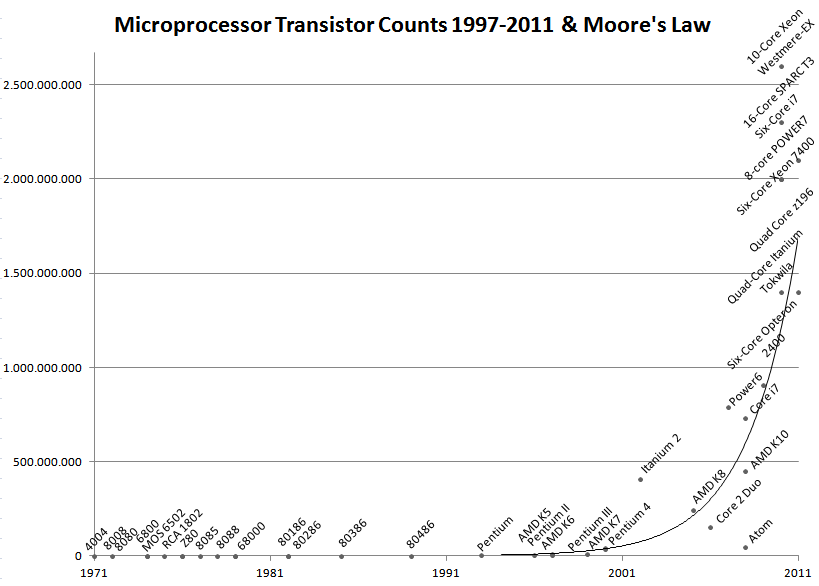 Microprocessor Transistor Counts 1997-2011 & Moore's Law
2.500.000.000
2.000.000.000
1.500.000.000
1.000.000.000
500.000.000
0
1971
1981
1991
2001
2011
4004
8008
8080
6800
MOS 6502
RCA 1802
Z80
8085
8088
68000
80186
80286
80386
80486
Pentium
AMD K5
Pentium II
AMD K6
Pentium III
AMD K7
Pentium 4
Itanium 2
AMD K8
Core 2 Duo
Atom
AMD K10
Power6
Core i7
Six-Core Opteron
2400
Quad-Core Itanium
Tokwila
Quad Core z196
Six-Core Xeon 7400
8-core POWER7
Six-Core i7
16-Core SPARC T3
10-Core Xeon
Westmere-EX